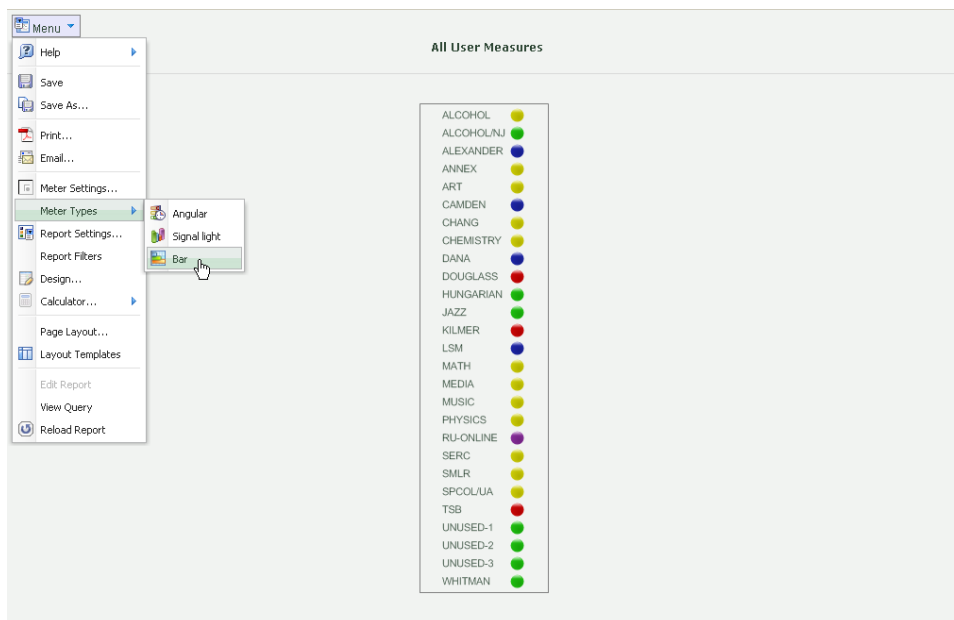 Menu
All User Measures
Help
Save
Save As...
Print...
Email...
Meter Settings...
Meter Types
Report Settings...
Report Filters
Design...
Calculator...
Page Layout...
Layout Templates
Edit Report
View Query
Reload Report
Angular
Signal light
Bar
ALCOHOL
ALCOHOL/NJ
ALEXANDER
ANNEX
ART
CAMDEN
CHANG
CHEMISTRY
DANA
DOUGLASS
HUNGARIAN
JAZZ
KILMER
LSM
MATH
MEDIA
MUSIC
PHYSICS
RU-ONLINE
SERC
SMLR
SPCOL/UA
TSB
UNUSED-1
UNUSED-2
UNUSED-3
WHITMAN